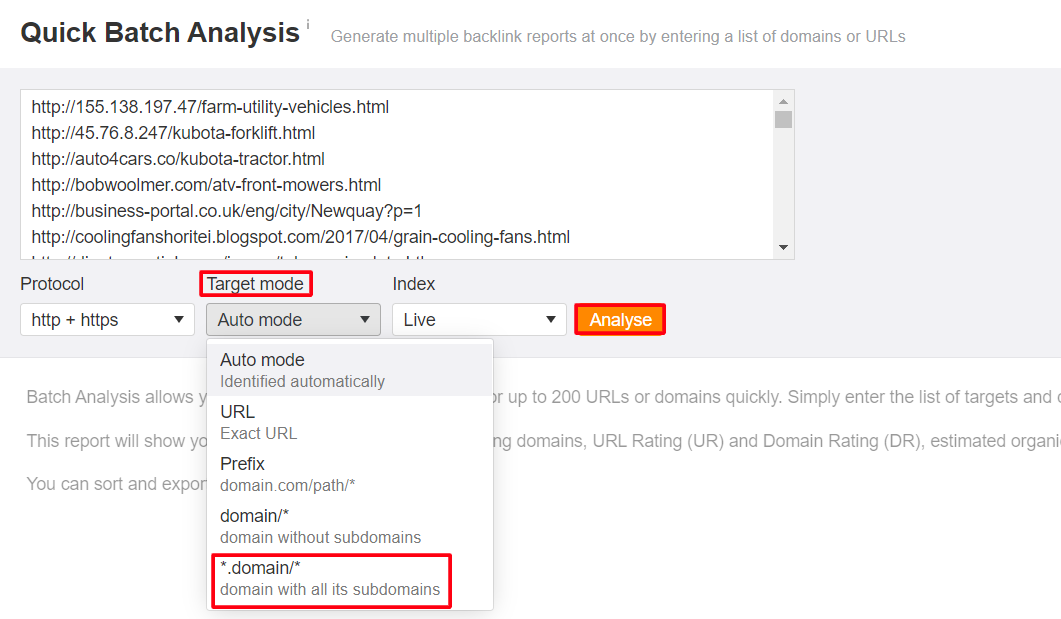 Quick Batch Analysis i Generate multiple backlink reports at once by entering a list of domains or URLs
http://155.138.197.47/farm-utility-vehicles.html
http://45.76.8.247/kubota-forklift.html
http://auto4cars.co/kubota-tractor.html
http://bobwoolmer.com/atv-front-mowers.html
http://business-portal.co.uk/eng/city/Newquay?p=1
http://coolingfanshoritei.blogspot.com/2017/04/grain-cooling-fans.html
Protocol Target mode Index
http + https Auto mode Live Analyse
Auto mode
Identified automatically
Batch Analysis allows y or up to 200 URLs or domains quickly. Simply enter the list of targets and
URL
Exact URL
This report will show yo ng domains, URL Rating (UR) and Domain Rating (DR), estimated organi
Prefix
domain.com/path/*
You can sort and expor
domain/*
domain without subdomains
*.domain/*
domain with all its subdomains